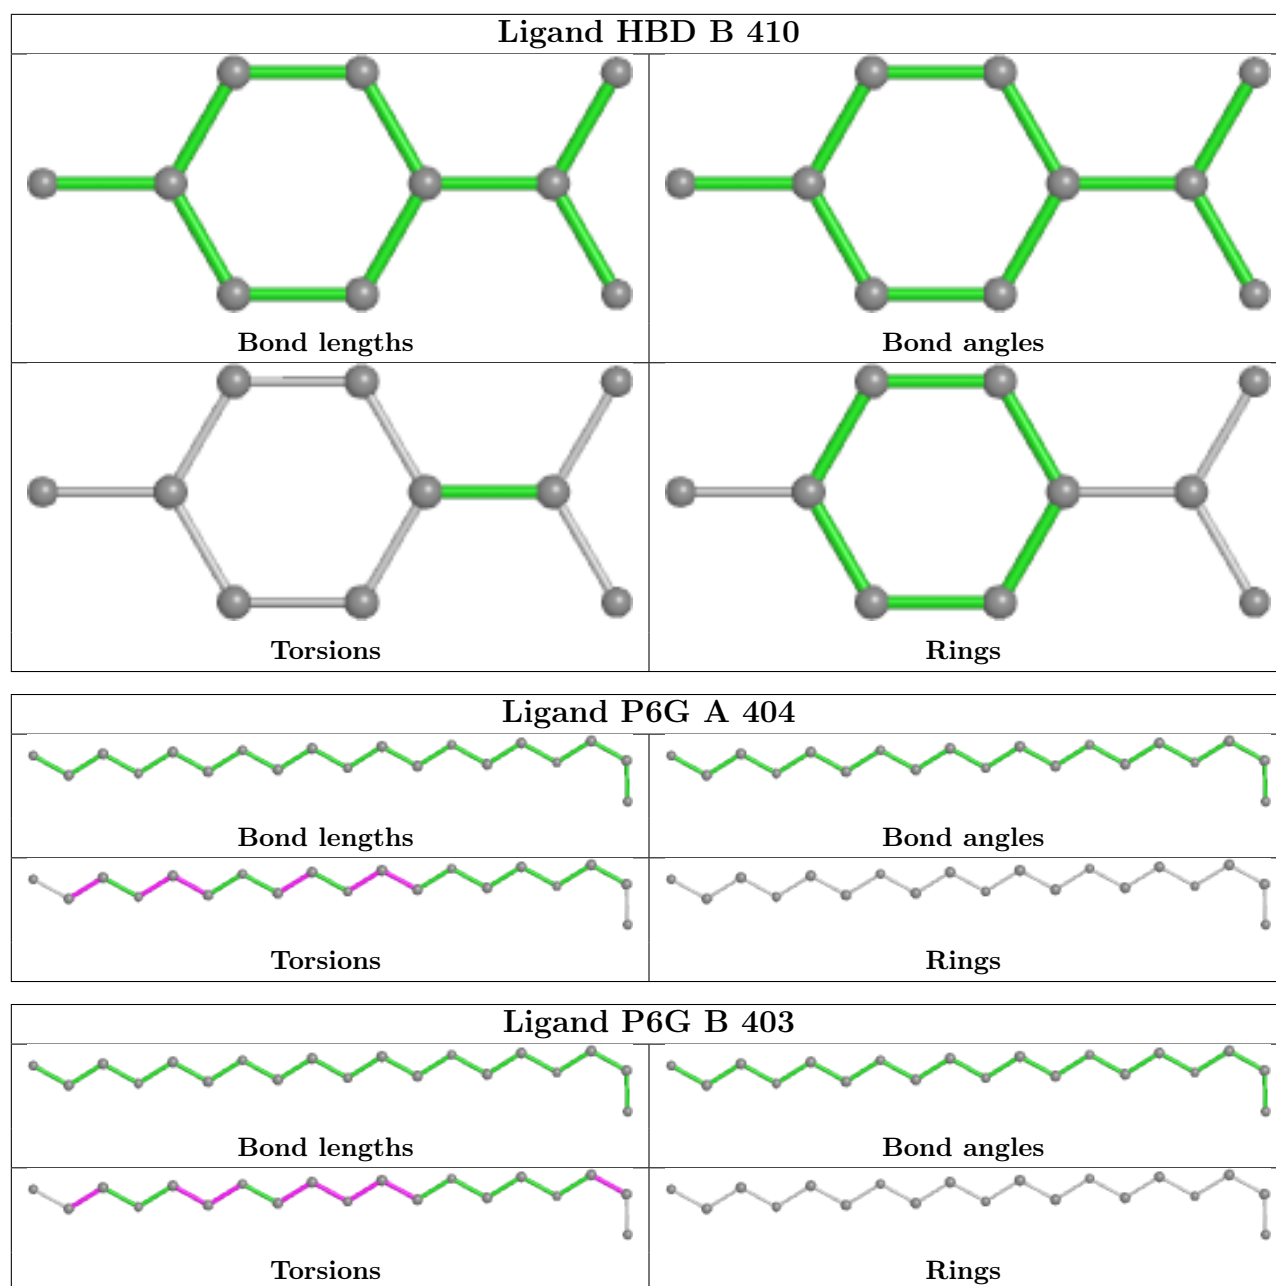 Ligand HBD B 410
Bond lengths
Bond angles
Torsions
Rings
Ligand P6G A 404
Bond lengths
Bond angles
Torsions
Rings
Ligand P6G B 403
Bond lengths
Bond angles
Torsions
Rings